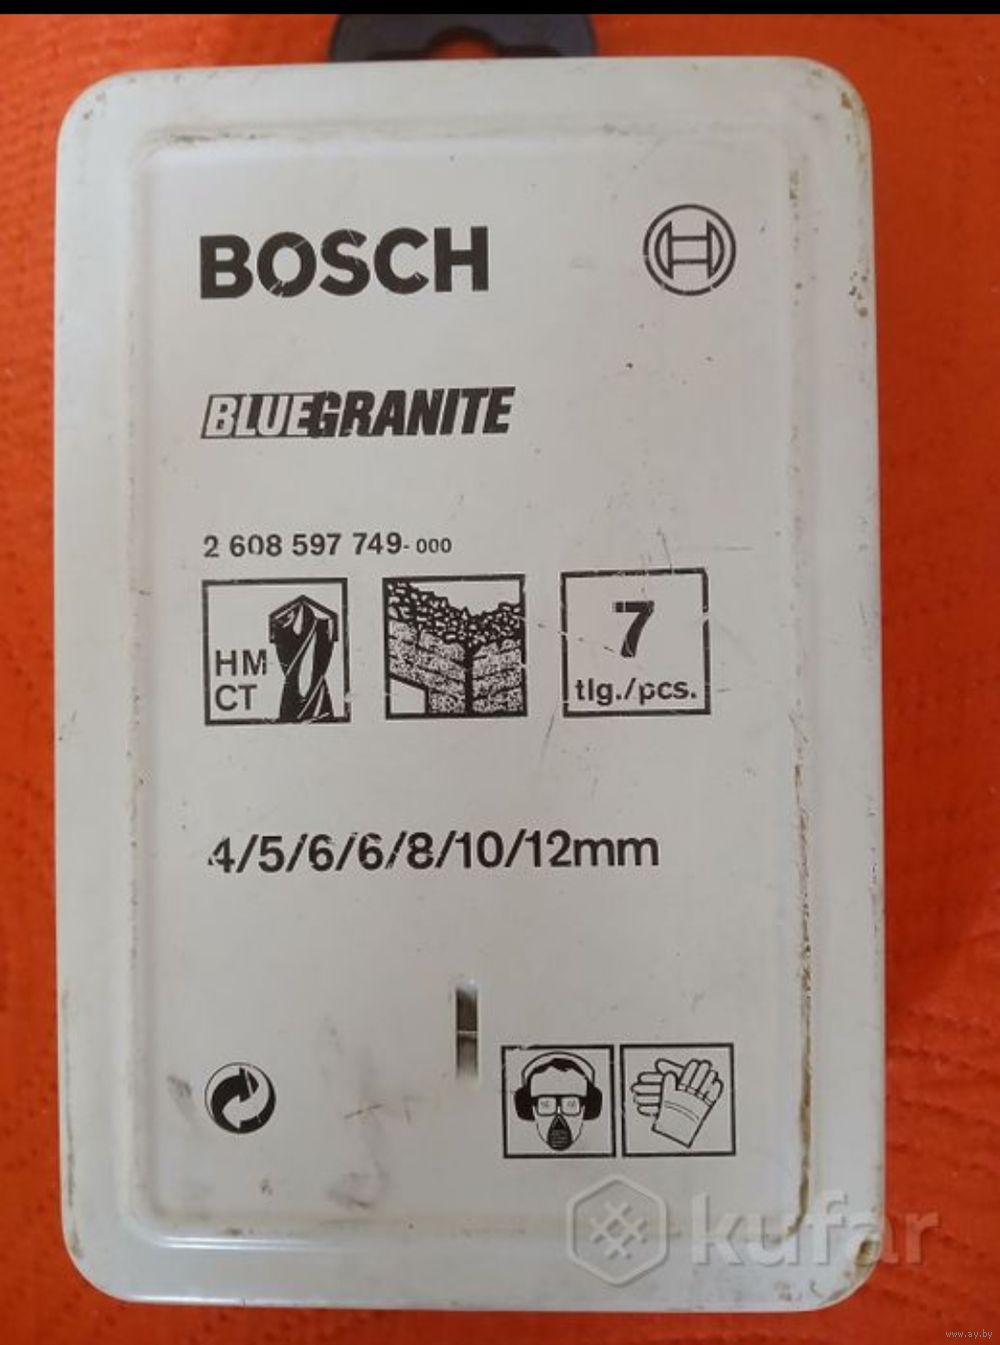 BOSCH
BLUEGRANITE
2 608 597 749-000
HM
CT
7
tlg./pcs.
4/5/6/6/8/10/12mm
kufar
www.ay.by